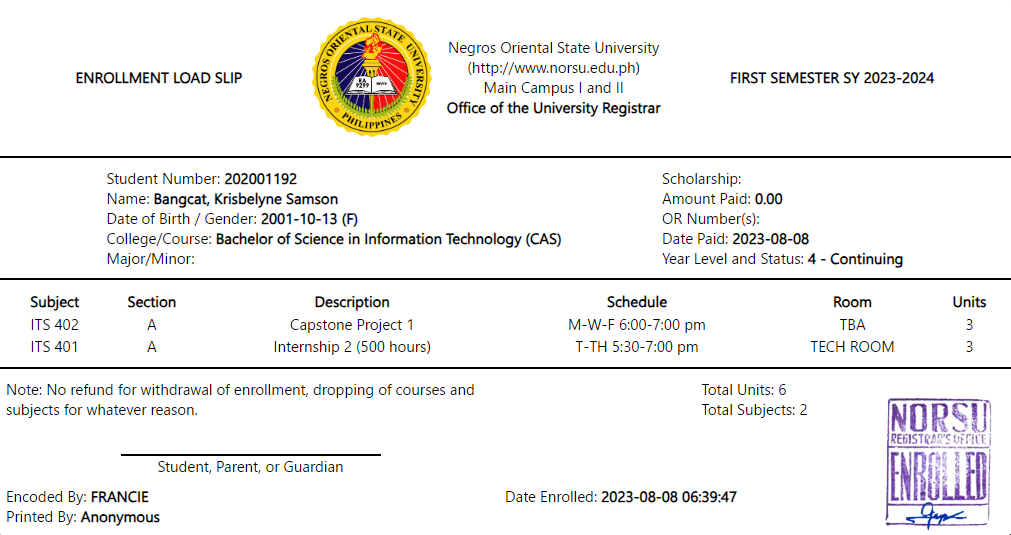 ENROLLMENT LOAD SLIP
NEGROS ORIENTAL STATE UNIVERSITY
PHILIPPINES
RA 9299
Negros Oriental State University
(http://www.norsu.edu.ph)
Main Campus I and II
Office of the University Registrar
FIRST SEMESTER SY 2023-2024
Student Number: 202001192
Name: Bangcat, Krisbelyne Samson
Date of Birth / Gender: 2001-10-13 (F)
College/Course: Bachelor of Science in Information Technology (CAS)
Major/Minor:
Scholarship:
Amount Paid: 0.00
OR Number(s):
Date Paid: 2023-08-08
Year Level and Status: 4 - Continuing
Subject Section Description Schedule Room Units
ITS 402 A Capstone Project 1 M-W-F 6:00-7:00 pm TBA 3
ITS 401 A Internship 2 (500 hours) T-TH 5:30-7:00 pm TECH ROOM 3
Note: No refund for withdrawal of enrollment, dropping of courses and
subjects for whatever reason.
Total Units: 6
Total Subjects: 2
NORSU
REGISTRAR'S OFFICE
ENROLLED
Student, Parent, or Guardian
Encoded By: FRANCIE
Printed By: Anonymous
Date Enrolled: 2023-08-08 06:39:47